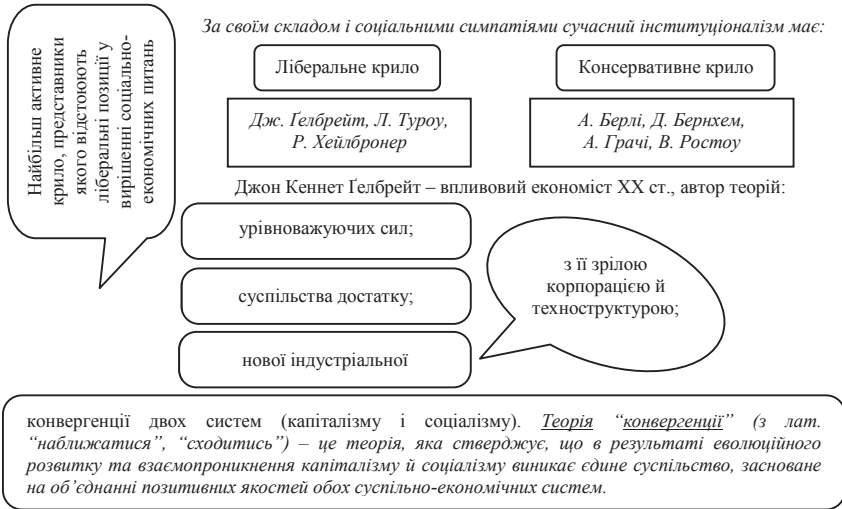 За своїм складом і соціальними симпатіями сучасний інституціоналізм має:
Найбільш активне
крило, представники
якого відстоюють
ліберальні позиції у
вирішенні соціально-
економічних питань
Ліберальне крило
Консервативне крило
Дж. Ґелбрейт, Л. Туроу,
Р. Хейлбронер
А. Берлі, Д. Бернхем,
А. Грачі, В. Ростоу
Джон Кеннет Ґелбрейт – впливовий економіст XX ст., автор теорій:
урівноважуючих сил;
суспільства достатку;
нової індустріальної
з її зрілою
корпорацією й
техноструктурою;
конвергенції двох систем (капіталізму і соціалізму). Теорія “конвергенції” (з лат.
“наближатися”, “сходитись”) – це теорія, яка стверджує, що в результаті еволюційного
розвитку та взаємопроникнення капіталізму й соціалізму виникає єдине суспільство, засноване
на об’єднанні позитивних якостей обох суспільно-економічних систем.